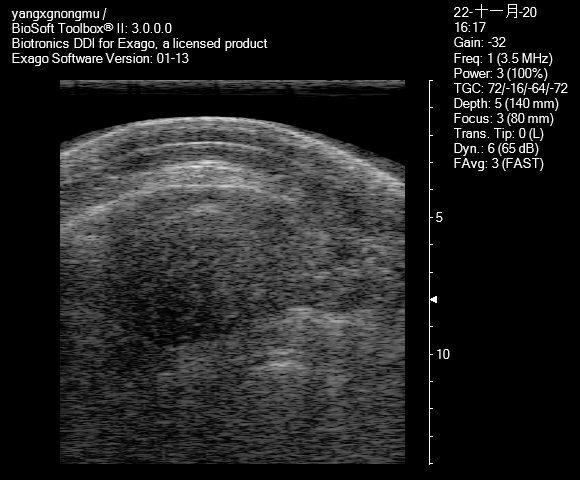 yangxgnongmu /
BioSoft Toolbox® II: 3.0.0.0
Biotronics DDI for Exago, a licensed product
Exago Software Version: 01-13
22-十一月-20
16:17
Gain: -32
Freq: 1 (3.5 MHz)
Power: 3 (100%)
TGC: 72/-16/-64/-72
Depth: 5 (140 mm)
Focus: 3 (80 mm)
Trans. Tip: 0 (L)
Dyn.: 6 (65 dB)
FAvg: 3 (FAST)
5
10